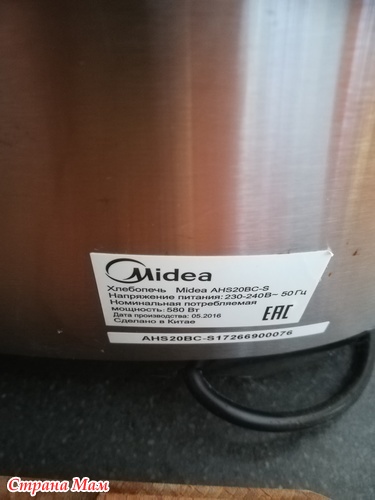 Midea
Хлебопечь Midea AHS20BC-S
Напряжение питания: 230-240В~ 50 Гц
Номинальная потребляемая
мощность: 580 Вт
Дата производства: 05.2016
Сделано в Китае
EAC
AHS20BC-S17266900076
Страна Мам